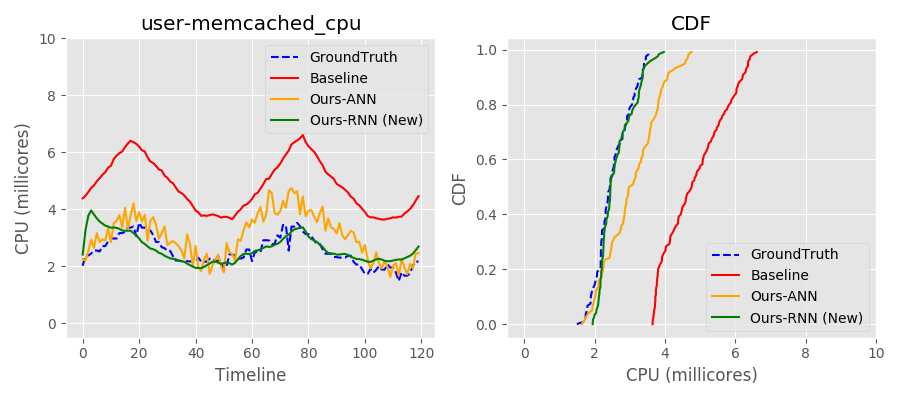 user-memcached_cpu
CPU (millicores)
10
8
6
4
2
0
GroundTruth
Baseline
Ours-ANN
Ours-RNN (New)
0 20 40 60 80 100 120
Timeline
CDF
CDF
1.0
0.8
0.6
0.4
0.2
0.0
GroundTruth
Baseline
Ours-ANN
Ours-RNN (New)
0 2 4 6 8 10
CPU (millicores)